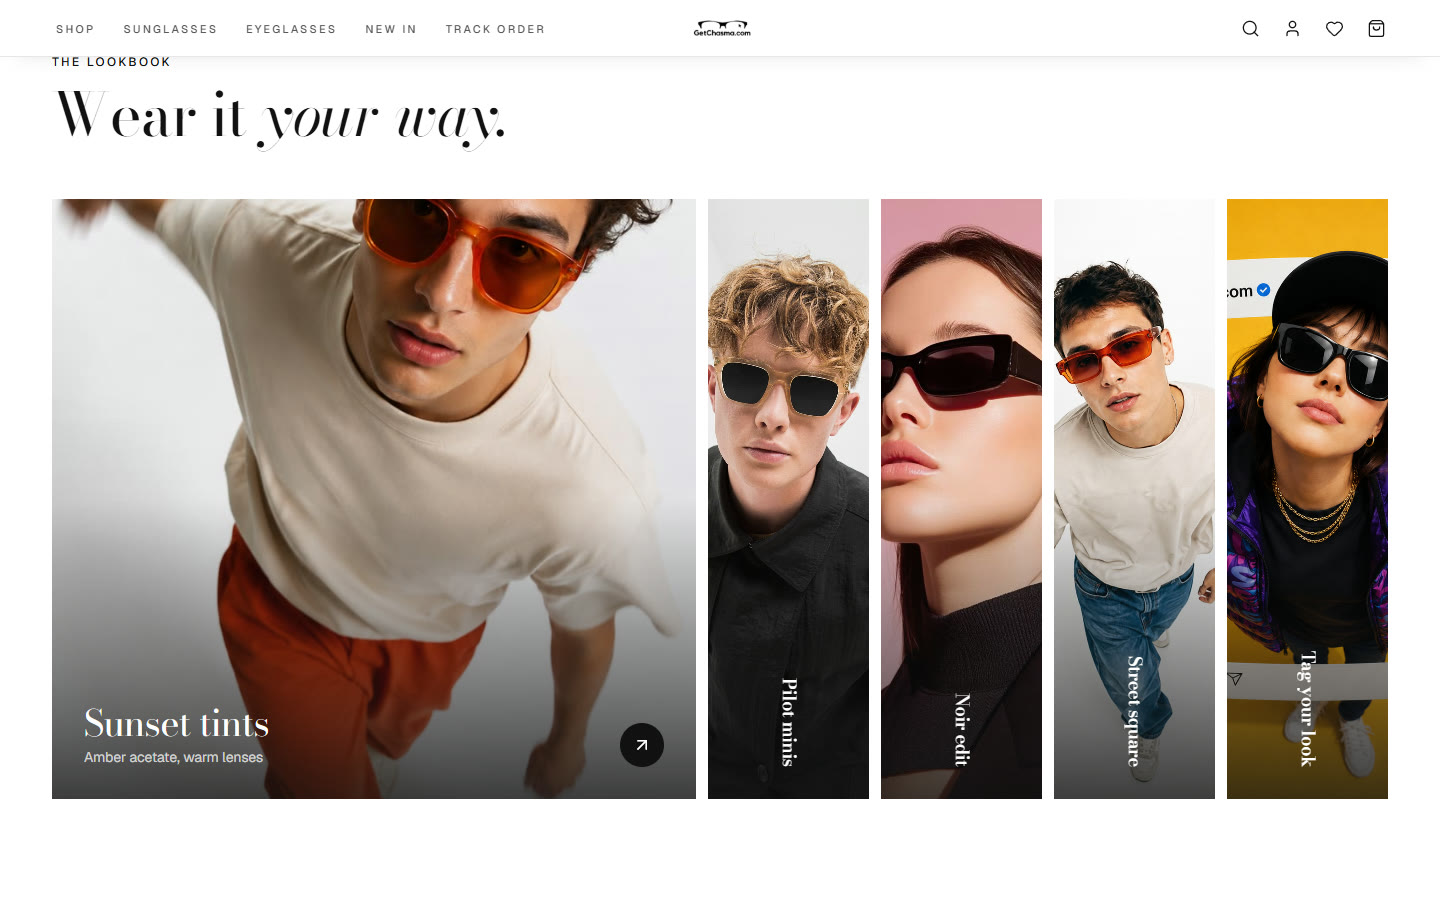 SHOP
SUNGLASSES
EYEGLASSES
NEW IN
TRACK ORDER
GetChasma.com
THE LOOKBOOK
Wear it your way.
.com
Sunset tints
Amber acetate, warm lenses
Pilot minis
Noir edit
Street square
Tag your look